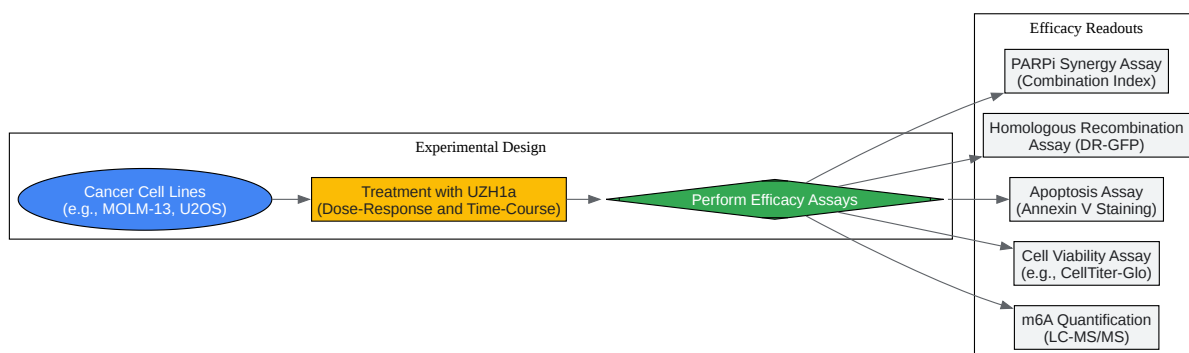 Experimental Design
Cancer Cell Lines
(e.g., MOLM-13, U2OS)
Treatment with UZH1a
(Dose-Response and Time-Course)
Perform Efficacy Assays
Efficacy Readouts
PARPi Synergy Assay
(Combination Index)
Homologous Recombination
Assay (DR-GFP)
Apoptosis Assay
(Annexin V Staining)
Cell Viability Assay
(e.g., CellTiter-Glo)
m6A Quantification
(LC-MS/MS)